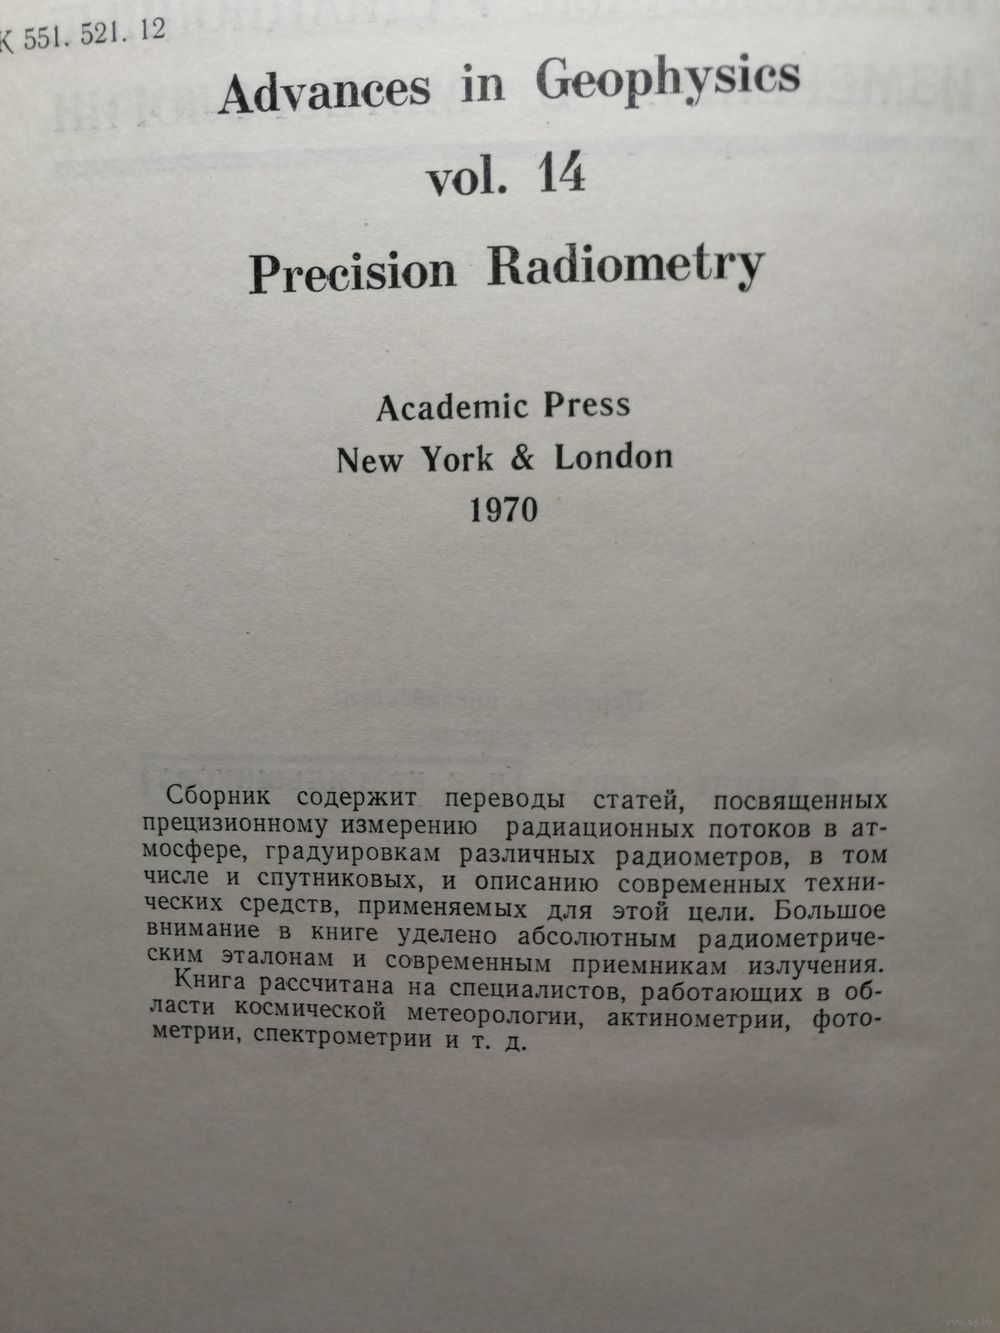 К 551. 521. 12
Advances in Geophysics
vol. 14
Precision Radiometry
Academic Press
New York & London
1970
Сборник содержит переводы статей, посвященных
прецизионному измерению радиационных потоков в ат-
мосфере, градуировкам различных радиометров, в том
числе и спутниковых, и описанию современных техни-
ческих средств, применяемых для этой цели. Большое
внимание в книге уделено абсолютным радиометриче-
ским эталонам и современным приемникам излучения.
Книга рассчитана на специалистов, работающих в об-
ласти космической метеорологии, актинометрии, фото-
метрии, спектрометрии и т. д.
www.ay.by